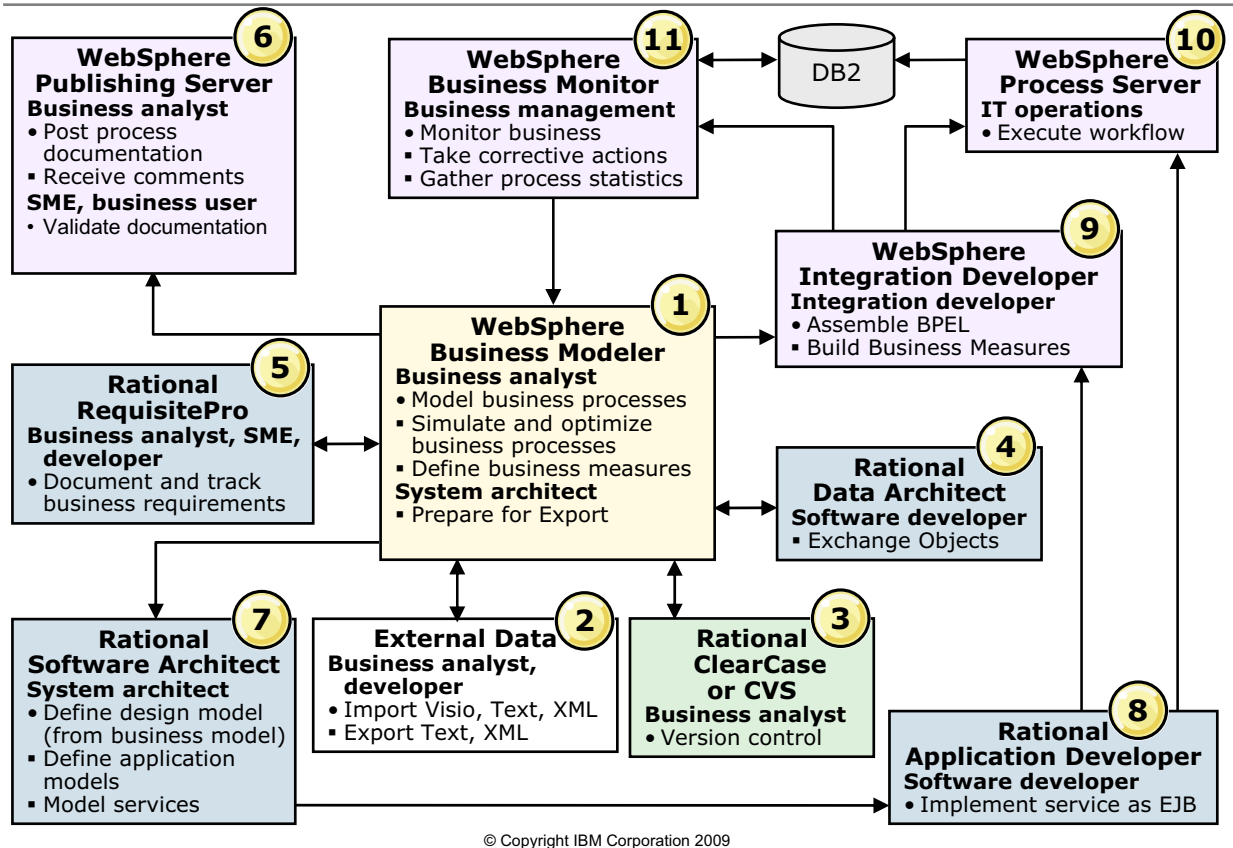 6
WebSphere
Publishing Server
Business analyst
• Post process
documentation
▪ Receive comments
SME, business user
• Validate documentation
11
WebSphere
Business Monitor
Business management
• Monitor business
▪ Take corrective actions
▪ Gather process statistics
DB2
10
WebSphere
Process Server
IT operations
• Execute workflow
9
WebSphere
Integration Developer
Integration developer
• Assemble BPEL
▪ Build Business Measures
1
WebSphere
Business Modeler
Business analyst
• Model business processes
▪ Simulate and optimize
business processes
▪ Define business measures
System architect
▪ Prepare for Export
5
Rational
RequisitePro
Business analyst, SME,
developer
• Document and track
business requirements
4
Rational
Data Architect
Software developer
▪ Exchange Objects
7
Rational
Software Architect
System architect
• Define design model
(from business model)
▪ Define application
models
▪ Model services
2
External Data
Business analyst,
developer
• Import Visio, Text, XML
▪ Export Text, XML
3
Rational
ClearCase
or CVS
Business analyst
• Version control
8
Rational
Application Developer
Software developer
• Implement service as EJB
© Copyright IBM Corporation 2009